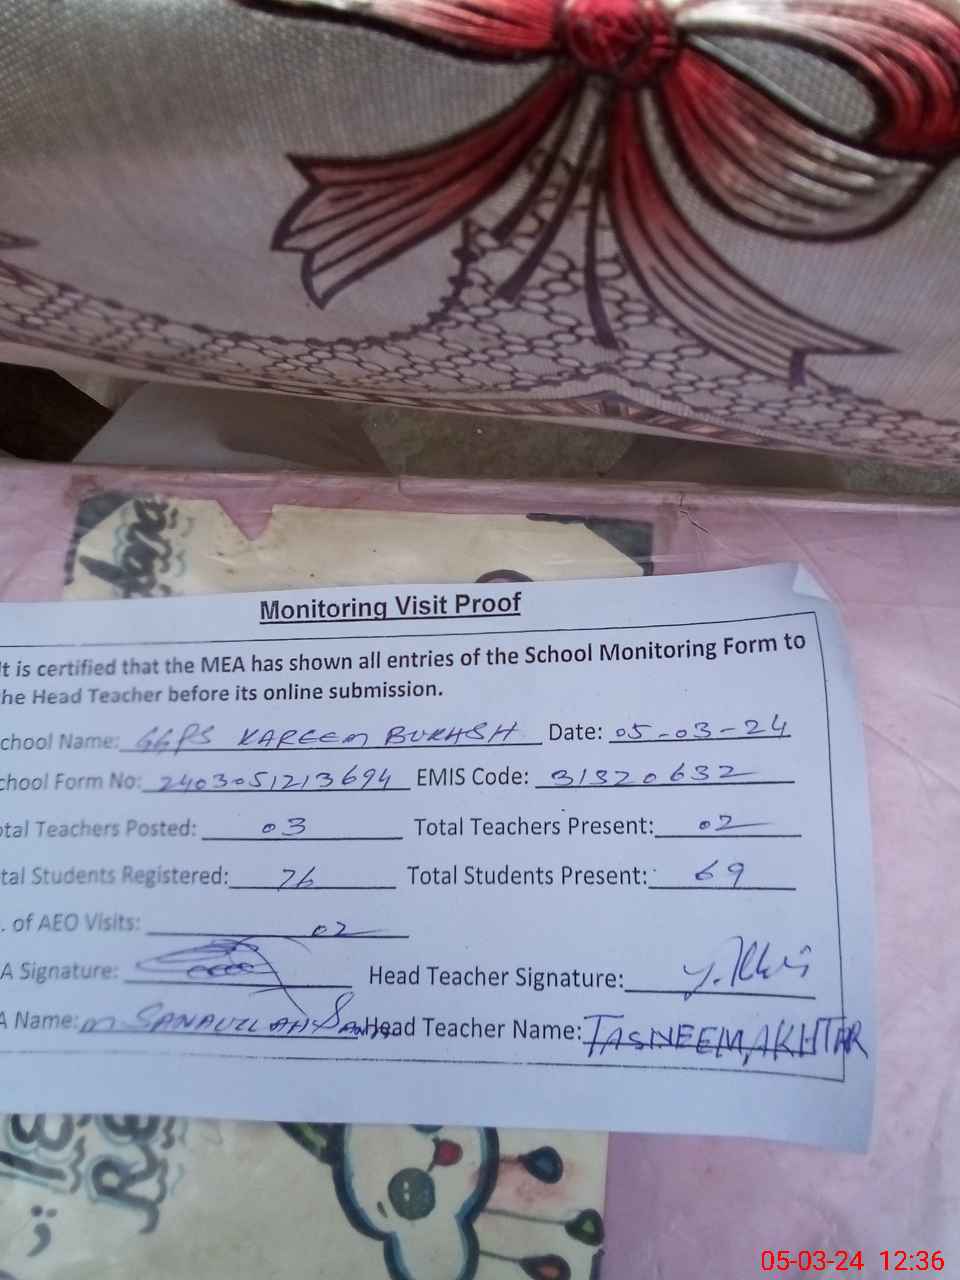 Monitoring Visit Proof
It is certified that the MEA has shown all entries of the School Monitoring Form to
he Head Teacher before its online submission.
chool Name: GGPS KAREEM BUKHSH Date: 05-03-24
chool Form No: 2403051213694 EMIS Code: 31320632
otal Teachers Posted: 03 Total Teachers Present: 02
tal Students Registered: 76 Total Students Present: 69
. of AEO Visits: 02
A Signature: Head Teacher Signature:
A Name: M SANAULLAH Head Teacher Name: TASNEEM AKHTAR
05-03-24 12:36